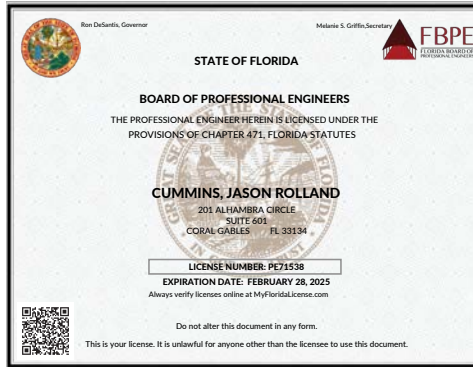 Ron DeSantis, Governor
Melanie S. Griffin,Secretary
FBPE
FLORIDA BOARD OF
PROFESSIONAL ENGINEERS
STATE OF FLORIDA
BOARD OF PROFESSIONAL ENGINEERS
THE PROFESSIONAL ENGINEER HEREIN IS LICENSED UNDER THE
PROVISIONS OF CHAPTER 471, FLORIDA STATUTES
CUMMINS, JASON ROLLAND
201 ALHAMBRA CIRCLE
SUITE 601
CORAL GABLES FL 33134
LICENSE NUMBER: PE71538
EXPIRATION DATE: FEBRUARY 28, 2025
Always verify licenses online at MyFloridaLicense.com
Do not alter this document in any form.
This is your license. It is unlawful for anyone other than the licensee to use this document.